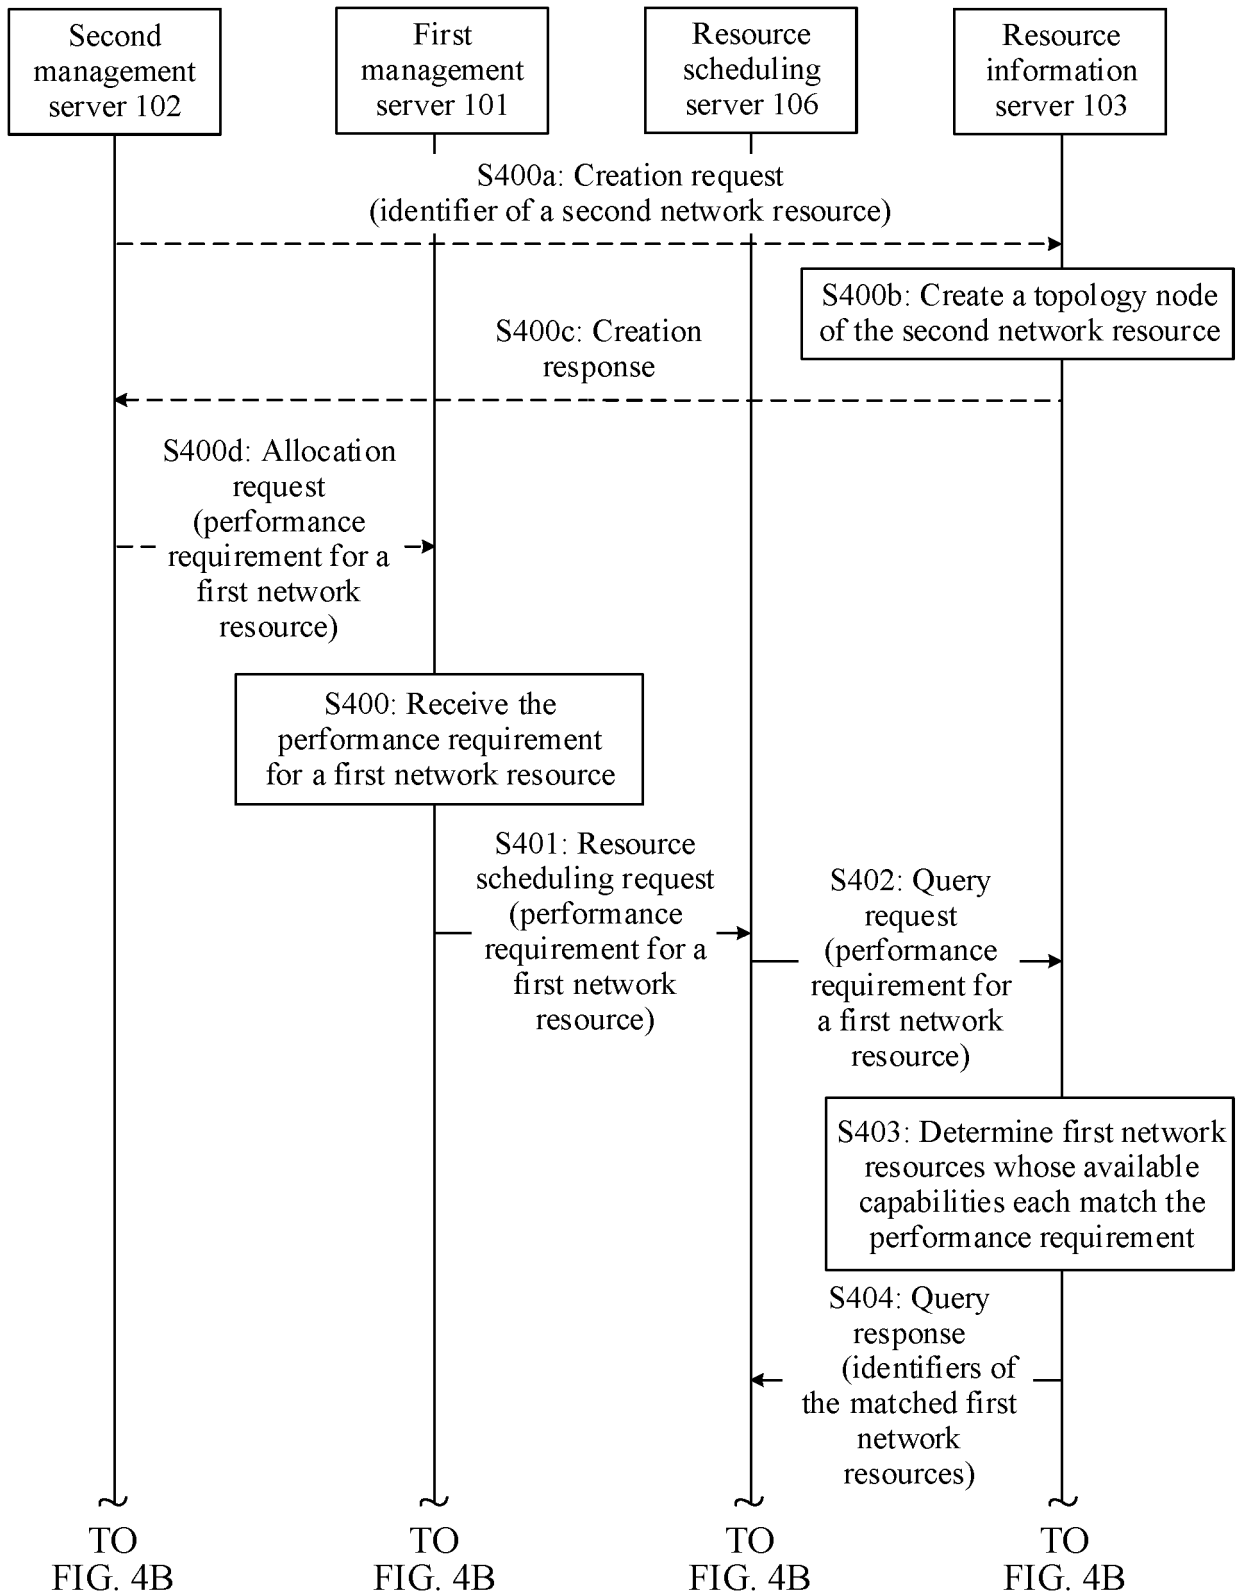 Second
management
server 102
First
management
server 101
Resource
scheduling
server 106
Resource
information
server 103
S400a: Creation request
(identifier of a second network resource)
S400b: Create a topology node
of the second network resource
S400c: Creation
response
S400d: Allocation
request
(performance
requirement for a
first network
resource)
S400: Receive the
performance requirement
for a first network resource
S401: Resource
scheduling request
(performance
requirement for a
first network
resource)
S402: Query
request
(performance
requirement for
a first network
resource)
S403: Determine first network
resources whose available
capabilities each match the
performance requirement
S404: Query
response
(identifiers of
the matched first
network
resources)
TO
FIG. 4B
TO
FIG. 4B
TO
FIG. 4B
TO
FIG. 4B